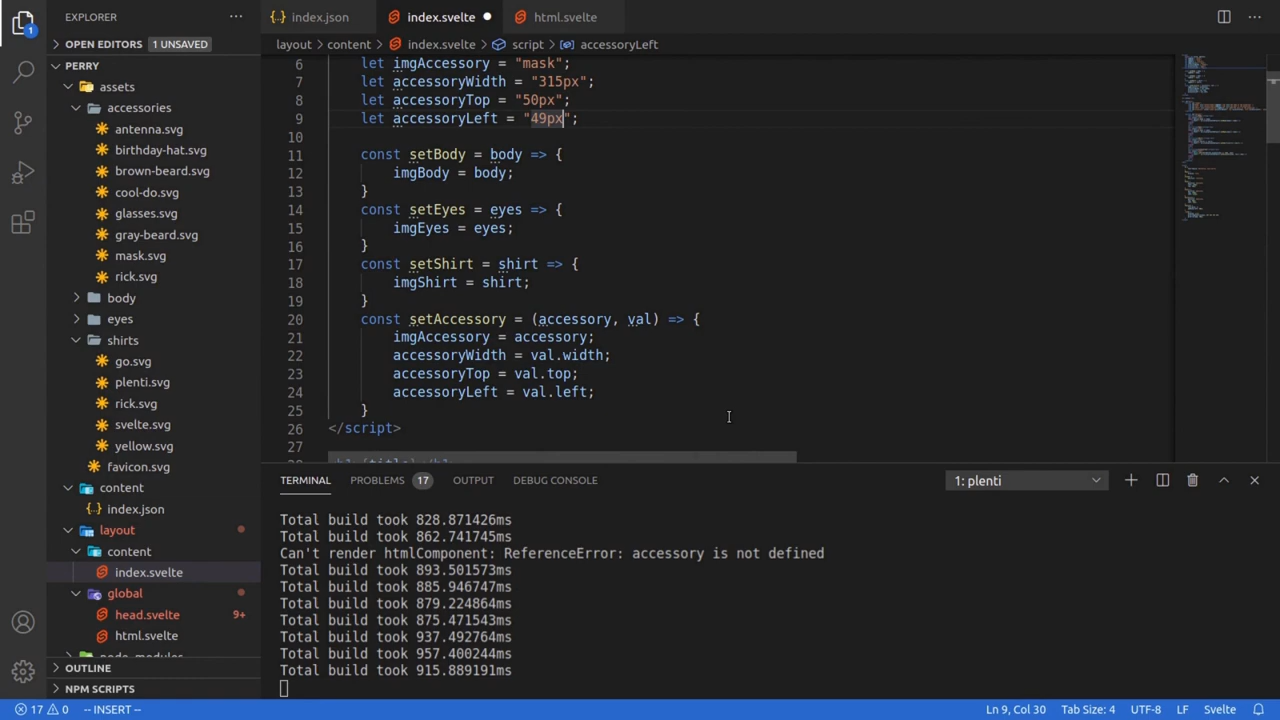 EXPLORER
OPEN EDITORS 1 UNSAVED
PERRY
assets
accessories
antenna.svg
birthday-hat.svg
brown-beard.svg
cool-do.svg
glasses.svg
gray-beard.svg
mask.svg
rick.svg
body
eyes
shirts
go.svg
plenti.svg
rick.svg
svelte.svg
yellow.svg
favicon.svg
content
index.json
layout
content
index.svelte
global
head.svelte 9+
html.svelte
node_modules
OUTLINE
NPM SCRIPTS
1
index.json index.svelte html.svelte
layout > content > index.svelte > script > accessoryLeft
6 let imgAccessory = "mask";
7 let accessoryWidth = "315px";
8 let accessoryTop = "50px";
9 let accessoryLeft = "49px";
10
11 const setBody = body => {
12 imgBody = body;
13 }
14 const setEyes = eyes => {
15 imgEyes = eyes;
16 }
17 const setShirt = shirt => {
18 imgShirt = shirt;
19 }
20 const setAccessory = (accessory, val) => {
21 imgAccessory = accessory;
22 accessoryWidth = val.width;
23 accessoryTop = val.top;
24 accessoryLeft = val.left;
25 }
26 </script>
27
28 <h1>{title}</h1>
TERMINAL PROBLEMS 17 OUTPUT DEBUG CONSOLE 1: plenti
Total build took 828.871426ms
Total build took 862.741745ms
Can't render htmlComponent: ReferenceError: accessory is not defined
Total build took 893.501573ms
Total build took 885.946747ms
Total build took 879.224864ms
Total build took 875.471543ms
Total build took 937.492764ms
Total build took 957.400244ms
Total build took 915.889191ms
17 0 -- INSERT -- Ln 9, Col 30 Tab Size: 4 UTF-8 LF Svelte